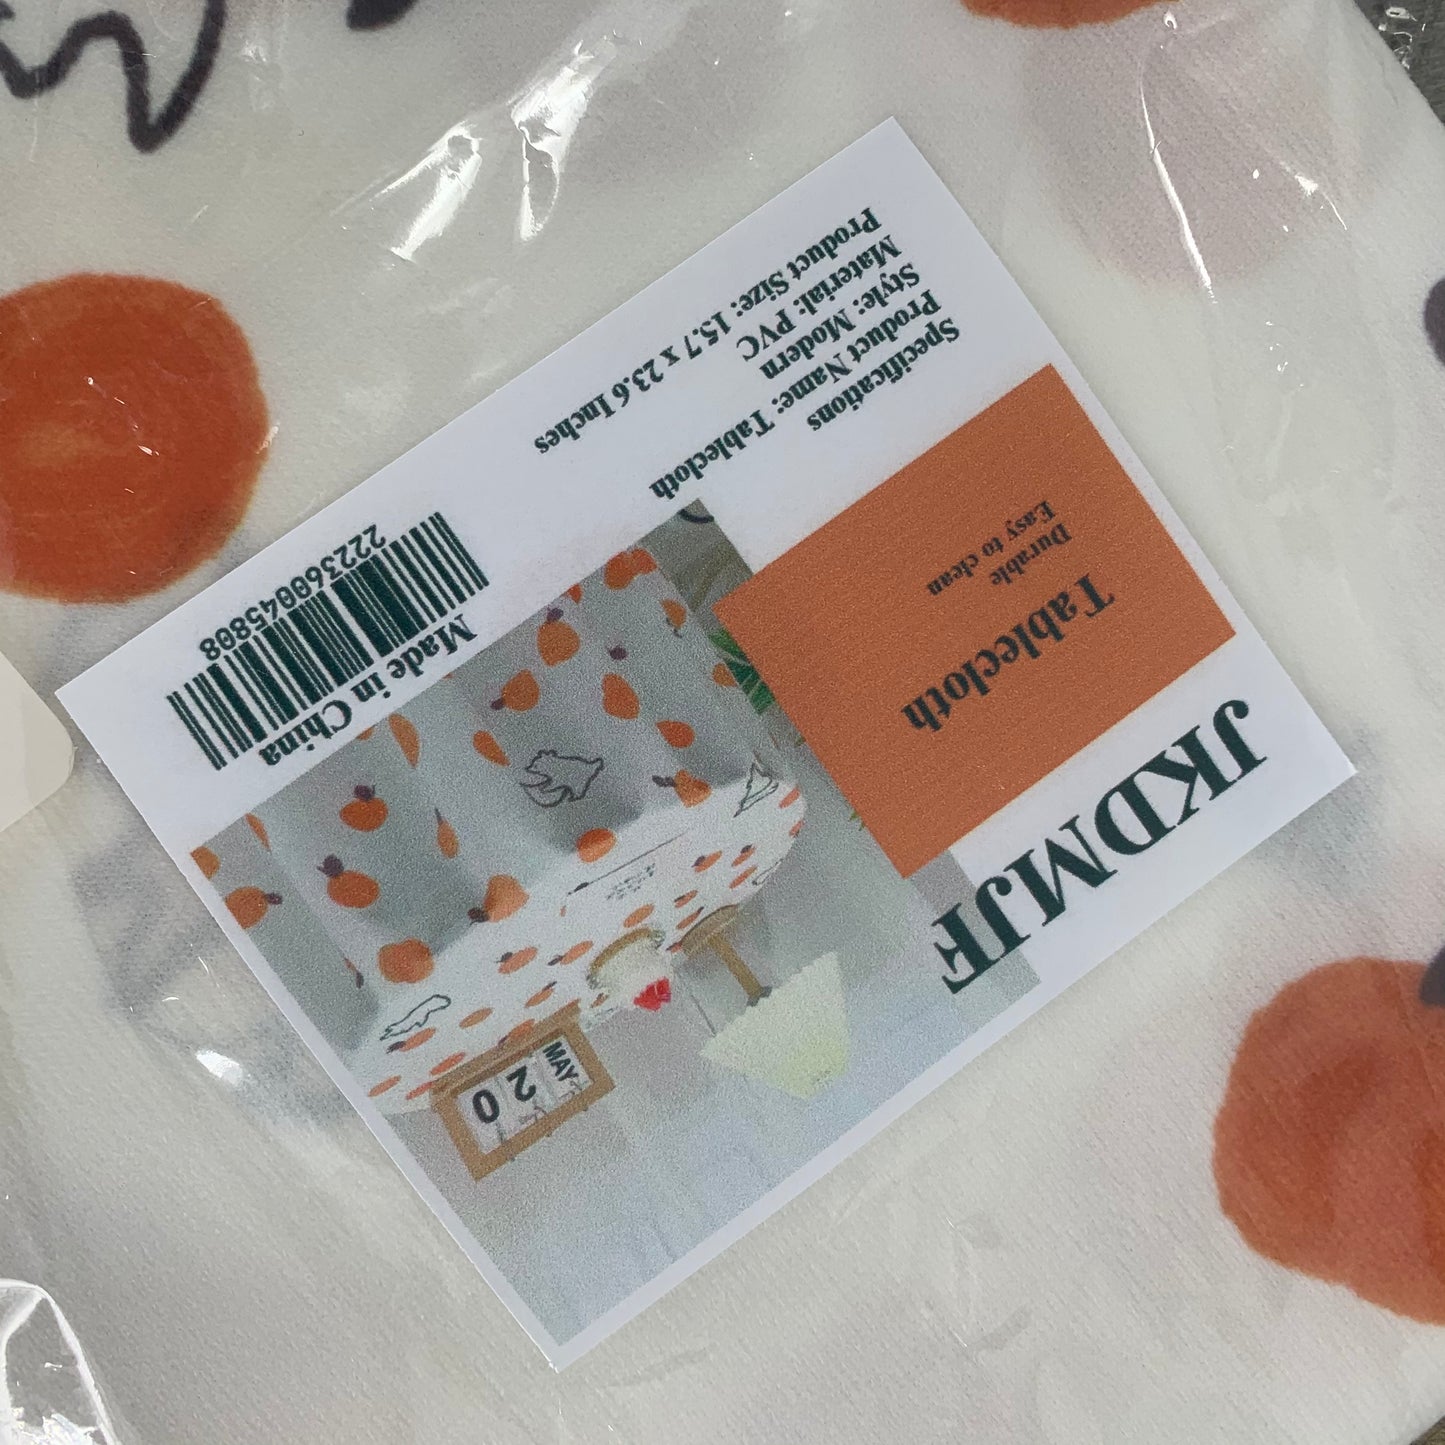 JKDMJF
Tablecloth
Durable
Easy to clean
Specifications
Product Name: Tablecloth
Style: Modern
Material: PVC
Product Size: 15.7 x 23.6 Inches
MAY 20
Made in China
222360045808